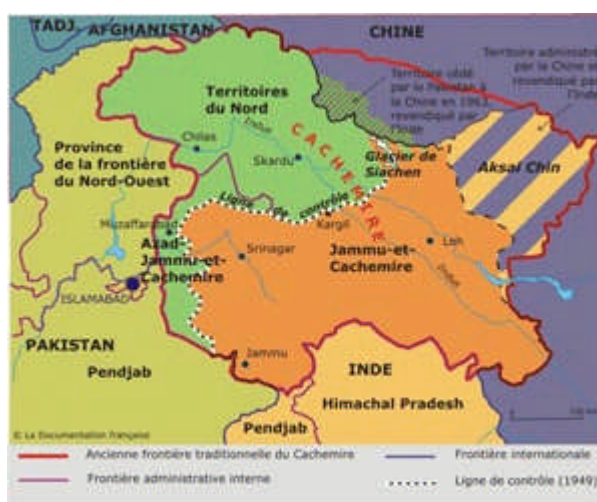 TADJ.
AFGHANISTAN
CHINE
Territoire administré
par la Chine et
revendiqué par
l'Inde
Territoire cédé
par le Pakistan à
la Chine en 1963,
revendiqué par
l'Inde
Territoires
du Nord
Indus
CACHEMIRE
Chilas
Skardu
Glacier de
Siachen
Aksai Chin
Province
de la frontière
du Nord-Ouest
Ligne de contrôle
Kargil
Muzaffarabad
Azad-
Jammu-et-
Cachemire
Srinagar
Leh
Jammu-et-
Cachemire
Indus
ISLAMABAD
PAKISTAN
Pendjab
Jammu
INDE
Himachal Pradesh
Pendjab
© La Documentation française
Ancienne frontière traditionnelle du Cachemire
Frontière internationale
Frontière administrative interne
Ligne de contrôle (1949)